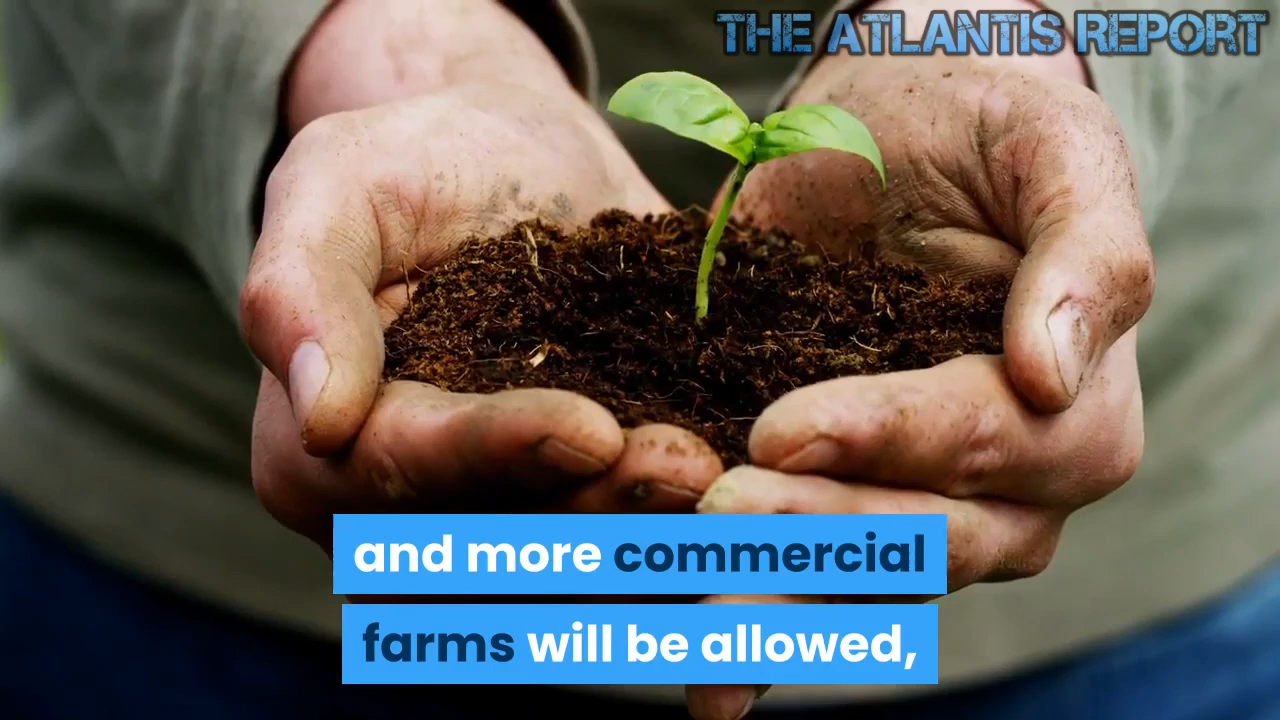 THE ATLANTIS REPORT
and more commercial
farms will be allowed,